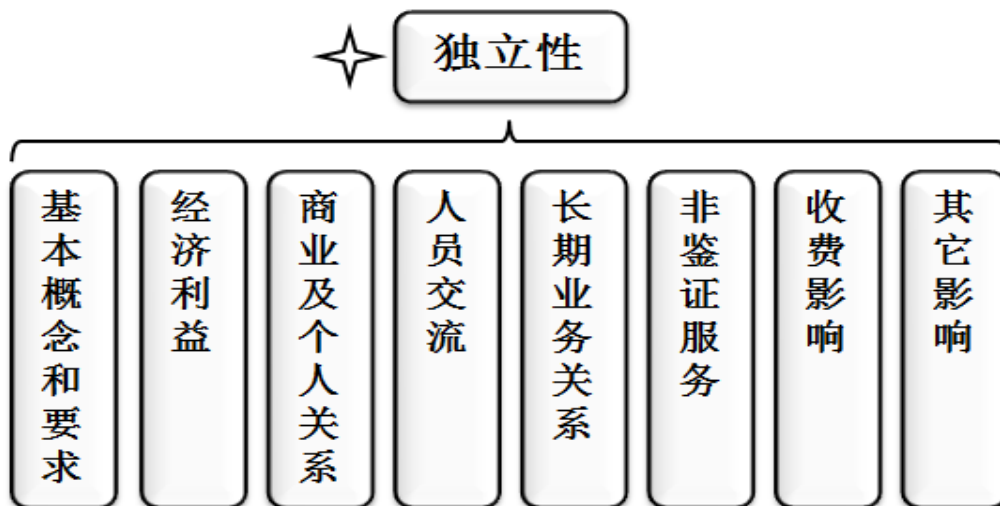 独立性
基本概念和要求
经济利益
商业及个人关系
人员交流
长期业务关系
非鉴证服务
收费影响
其它影响